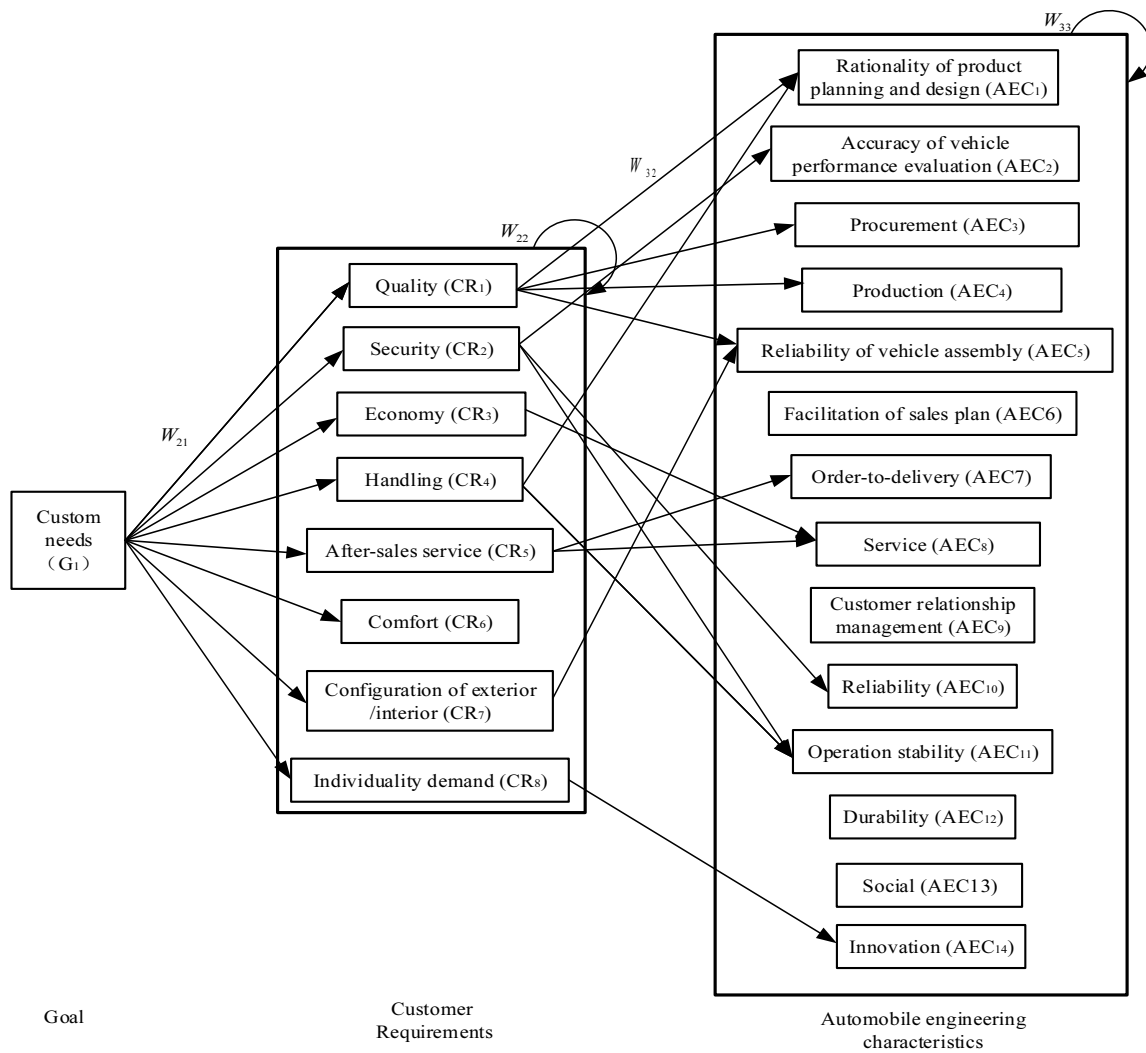 W₃₃
Rationality of product
planning and design (AEC₁)
Accuracy of vehicle
performance evaluation (AEC₂)
W₃₂
Procurement (AEC₃)
W₂₂
Quality (CR₁)
Production (AEC₄)
Security (CR₂)
Reliability of vehicle assembly (AEC₅)
Economy (CR₃)
Facilitation of sales plan (AEC6)
W₂₁
Handling (CR₄)
Order-to-delivery (AEC7)
Custom
needs
（G₁）
After-sales service (CR₅)
Service (AEC₈)
Comfort (CR₆)
Customer relationship
management (AEC₉)
Configuration of exterior
/interior (CR₇)
Reliability (AEC₁₀)
Operation stability (AEC₁₁)
Individuality demand (CR₈)
Durability (AEC₁₂)
Social (AEC13)
Innovation (AEC₁₄)
Goal
Customer
Requirements
Automobile engineering
characteristics